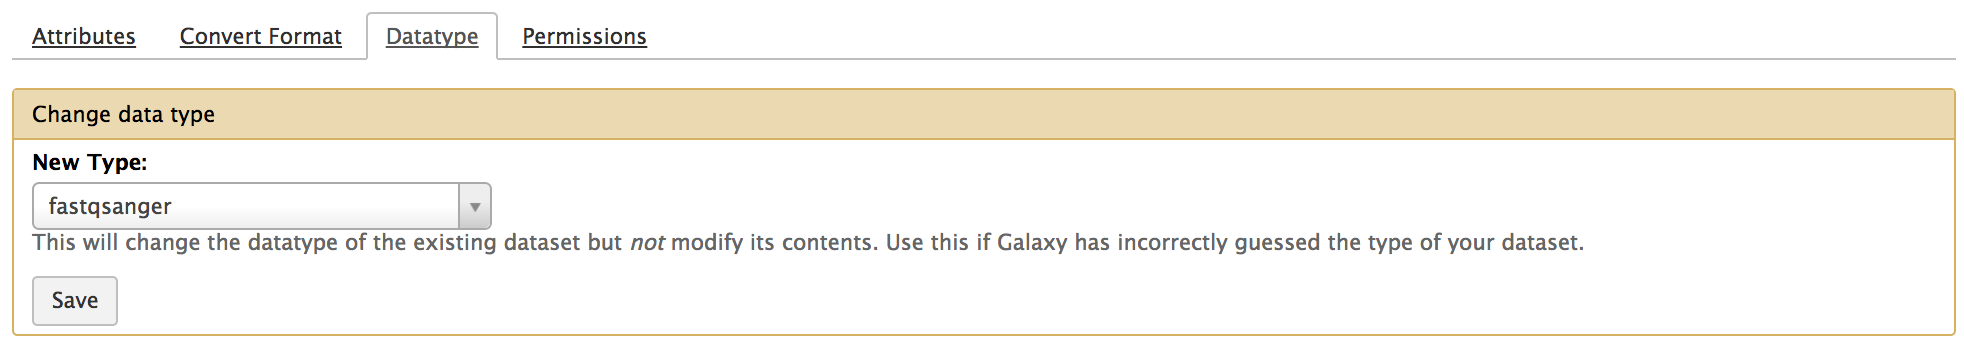 Attributes Convert Format Datatype Permissions
Change data type
New Type:
fastqsanger
This will change the datatype of the existing dataset but not modify its contents. Use this if Galaxy has incorrectly guessed the type of your dataset.
Save